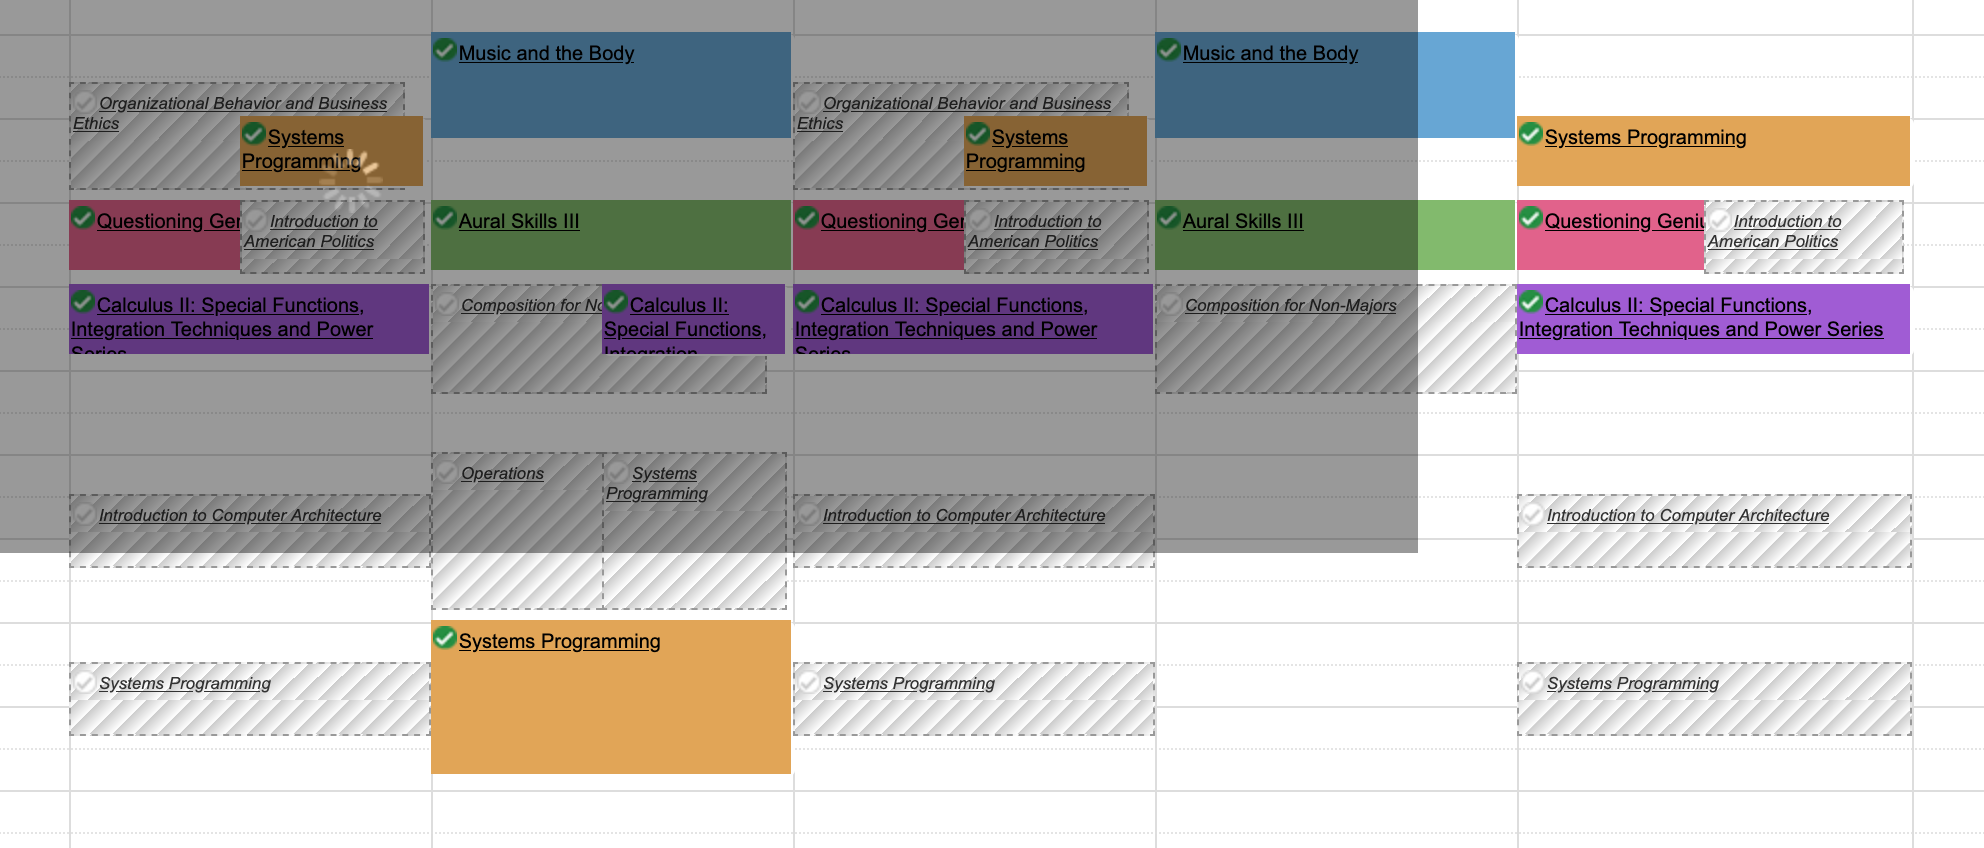 Music and the Body
Music and the Body
Organizational Behavior and Business
Ethics
Systems
Programming
Organizational Behavior and Business
Ethics
Systems
Programming
Systems Programming
Questioning
Introduction to
American Politics
Aural Skills III
Questioning
Introduction to
American Politics
Aural Skills III
Questioning
Introduction to
American Politics
Calculus II: Special Functions,
Integration Techniques and Power
Series
Composition for
Calculus II:
Special Functions,
Integration
Calculus II: Special Functions,
Integration Techniques and Power
Series
Composition for Non-Majors
Calculus II: Special Functions,
Integration Techniques and Power Series
Operations
Systems
Programming
Introduction to Computer Architecture
Introduction to Computer Architecture
Introduction to Computer Architecture
Systems Programming
Systems Programming
Systems Programming
Systems Programming